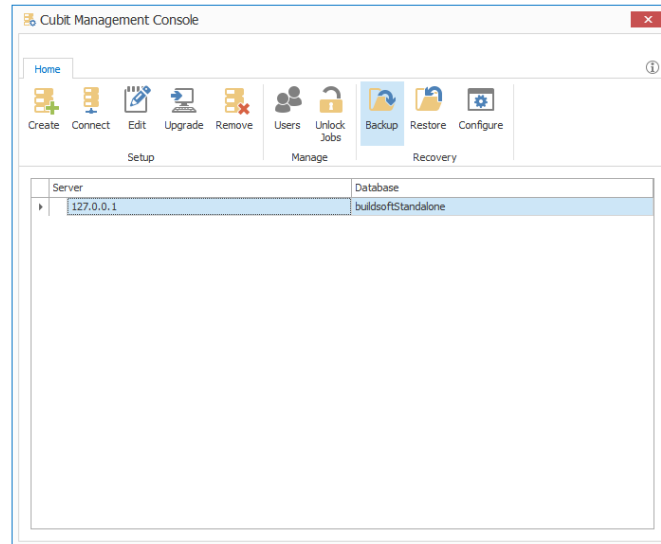 Cubit Management Console
Home
Create Connect Edit Upgrade Remove Users Unlock Jobs Backup Restore Configure
Setup Manage Recovery
Server Database
127.0.0.1 buildsoftStandalone